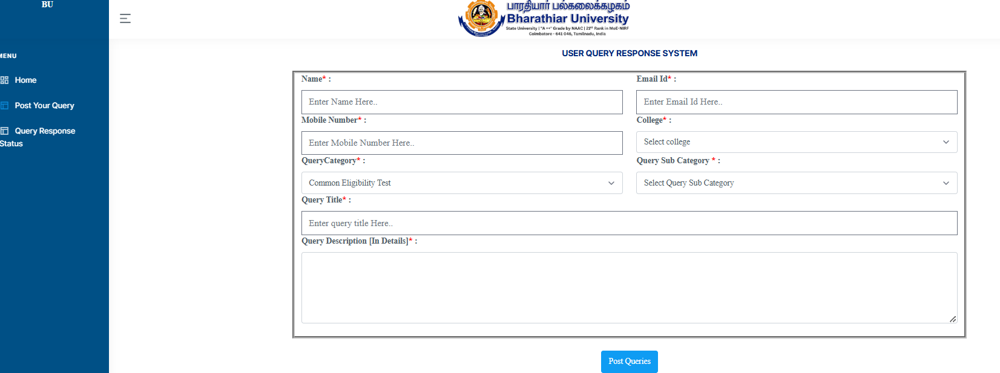 BU
பாரதியார் பல்கலைக்கழகம்
Bharathiar University
State University | "A ++" Grade by NAAC | 21st Rank in MoE-NIRF
Coimbatore - 641 046, Tamilnadu, India
MENU
Home
Post Your Query
Query Response
Status
USER QUERY RESPONSE SYSTEM
Name* :
Email Id* :
Enter Name Here..
Enter Email Id Here..
Mobile Number* :
College* :
Enter Mobile Number Here..
Select college
QueryCategory* :
Query Sub Category * :
Common Eligibility Test
Select Query Sub Category
Query Title* :
Enter query title Here..
Query Description [In Details]* :
Post Queries